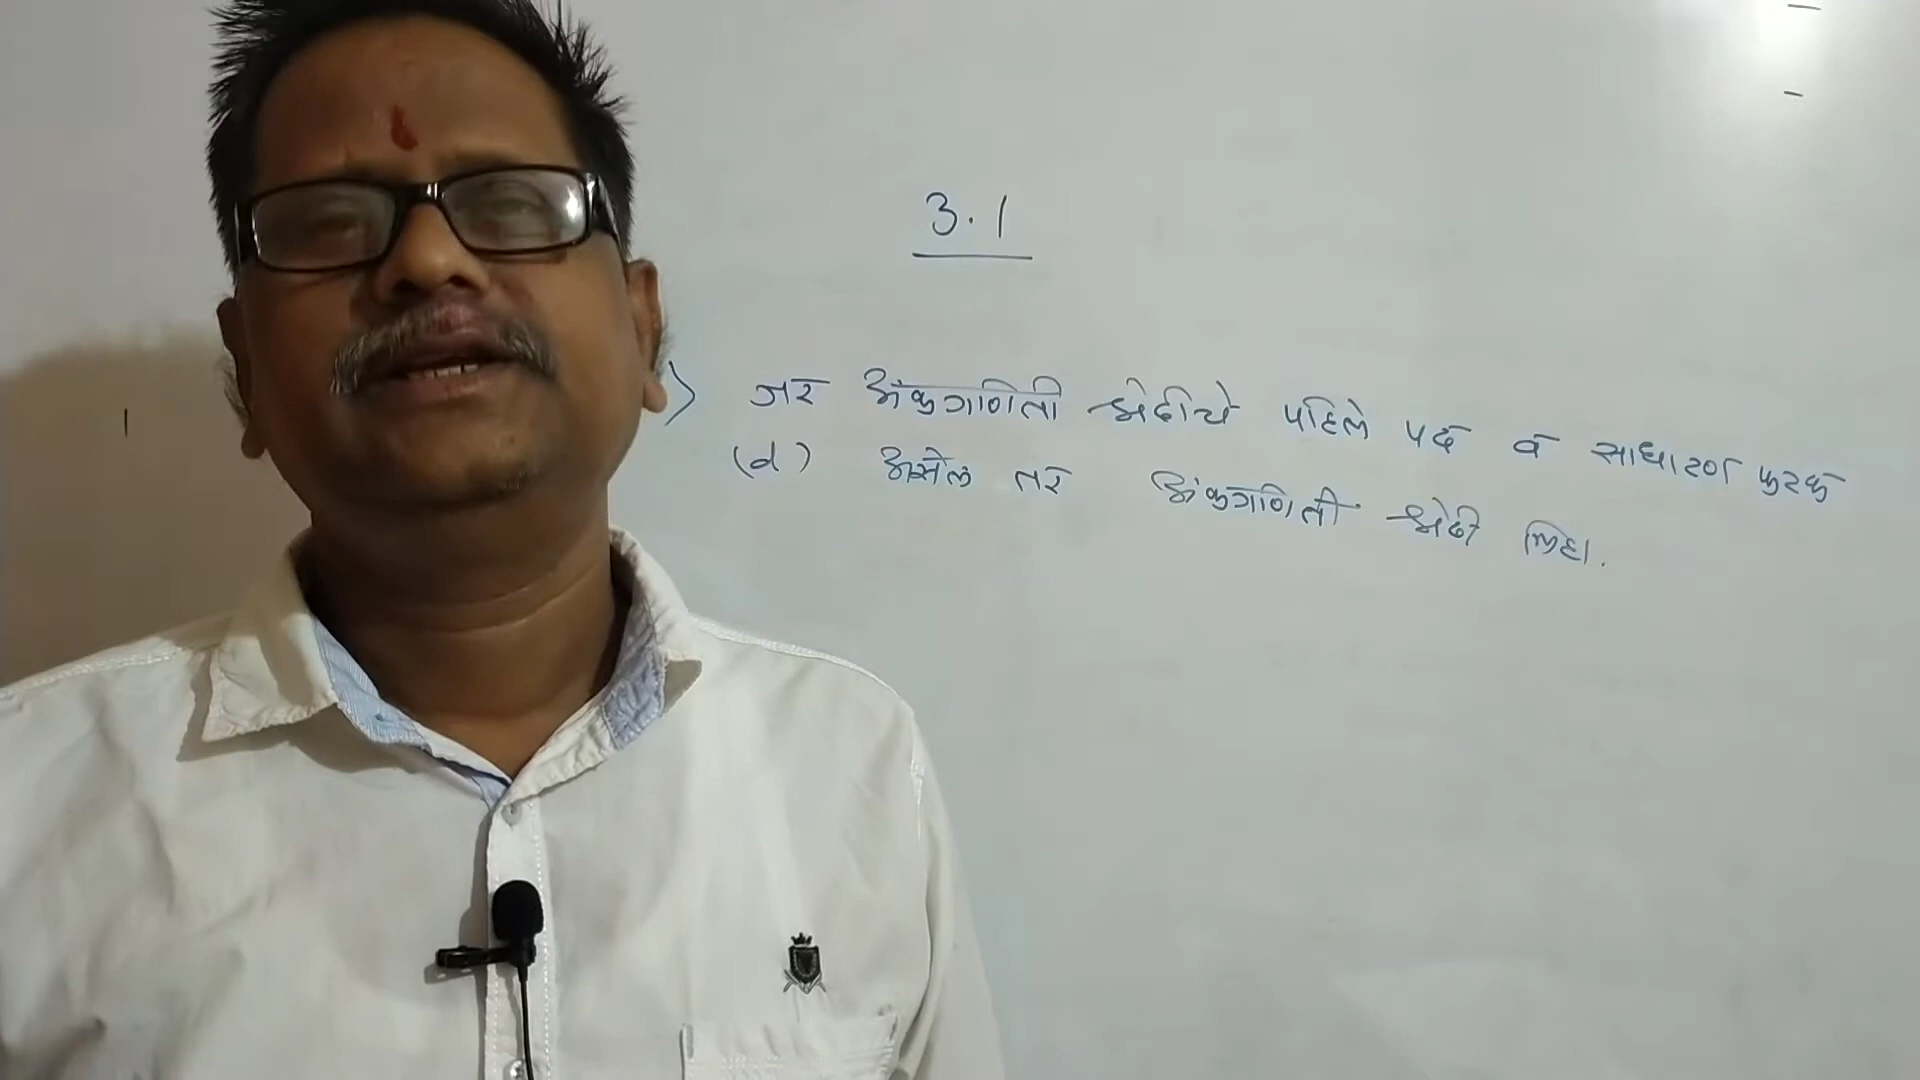 3.1
जर अंकगणिती श्रेढीचे पहिले पद व साधारण फरक
(d) असेल तर अंकगणिती श्रेढी लिहा.